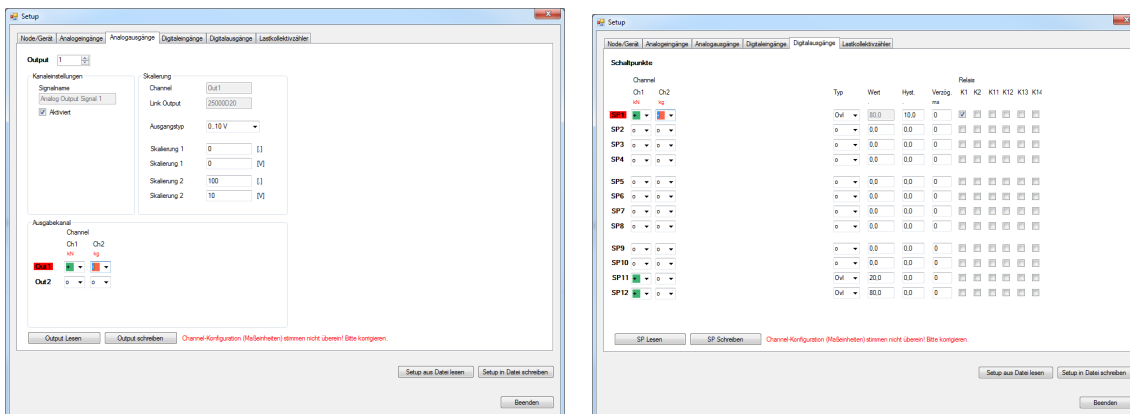 Setup
Node/Gerät Analogeingänge Analogausgänge Digitaleingänge Digitalausgänge Lastkollektivzähler
Output 1
Kanaleinstellungen
Signalname
Analog Output Signal 1
Aktiviert
Skalierung
Channel Out1
Link Output 25000D20
Ausgangstyp 0..10 V
Skalierung 1 0 [.]
Skalierung 1 0 [V]
Skalierung 2 100 [.]
Skalierung 2 10 [V]
Ausgabekanal
Channel
Ch1 Ch2
kN kg
Out1 +
Out2 o o
Output Lesen Output schreiben Channel-Konfiguration (Maßeinheiten) stimmen nicht überein! Bitte korrigieren.
Setup aus Datei lesen Setup in Datei schreiben
Beenden
Setup
Node/Gerät Analogeingänge Analogausgänge Digitaleingänge Digitalausgänge Lastkollektivzähler
Schaltpunkte
Channel Relais
Ch1 Ch2 Typ Wert Hyst. Verzög. K1 K2 K11 K12 K13 K14
kN kg . . ms
SP1 + Ovl 80,0 10,0 0
SP2 o o o 0,0 0,0 0
SP3 o o o 0,0 0,0 0
SP4 o o o 0,0 0,0 0
SP5 o o o 0,0 0,0 0
SP6 o o o 0,0 0,0 0
SP7 o o o 0,0 0,0 0
SP8 o o o 0,0 0,0 0
SP9 o o o 0,0 0,0 0
SP10 o o o 0,0 0,0 0
SP11 + o Ovl 20,0 0,0 0
SP12 + o Ovl 80,0 0,0 0
SP Lesen SP Schreiben Channel-Konfiguration (Maßeinheiten) stimmen nicht überein! Bitte korrigieren.
Setup aus Datei lesen Setup in Datei schreiben
Beenden